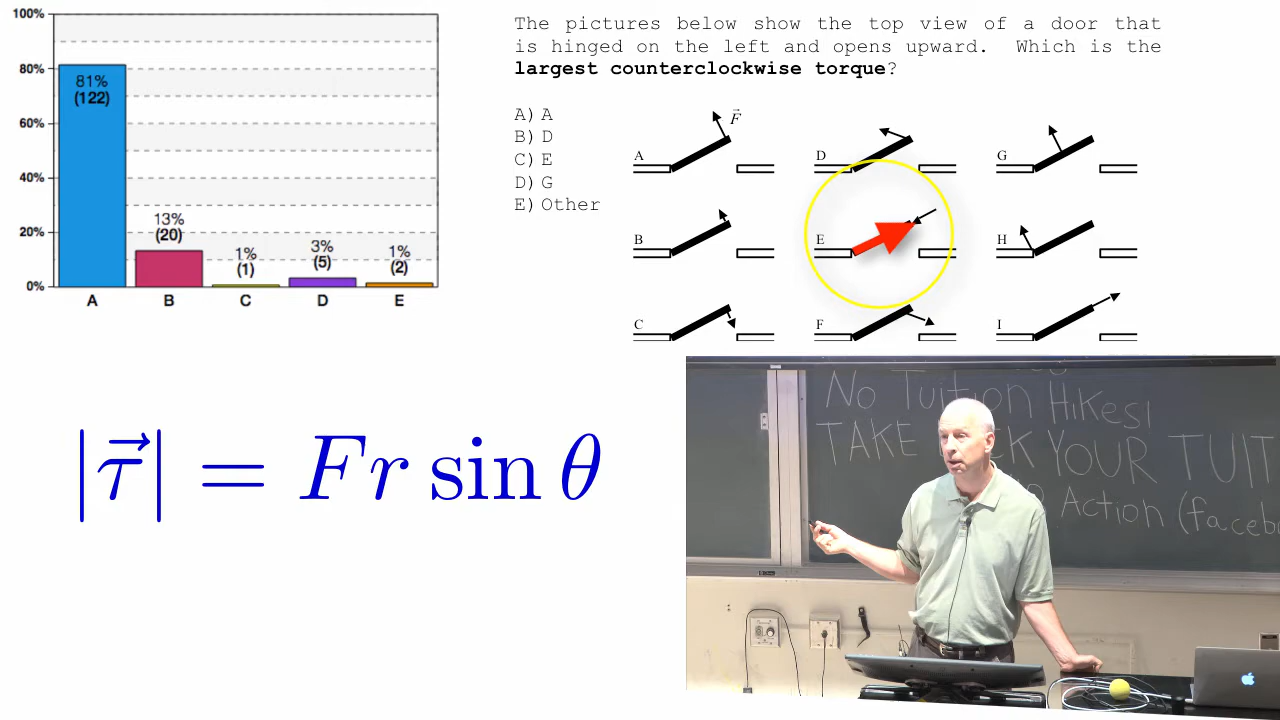 100%
80%
60%
40%
20%
0%
81%
(122)
13%
(20)
1%
(1)
3%
(5)
1%
(2)
A B C D E
The pictures below show the top view of a door that
is hinged on the left and opens upward. Which is the
largest counterclockwise torque?
A) A
B) D
C) E
D) G
E) Other
A
F⃗
D
G
B
E
H
C
F
I
|τ⃗| = Fr sin θ
No Tuition Hikes!
TAKE YOUR TUIT
Action (faceb